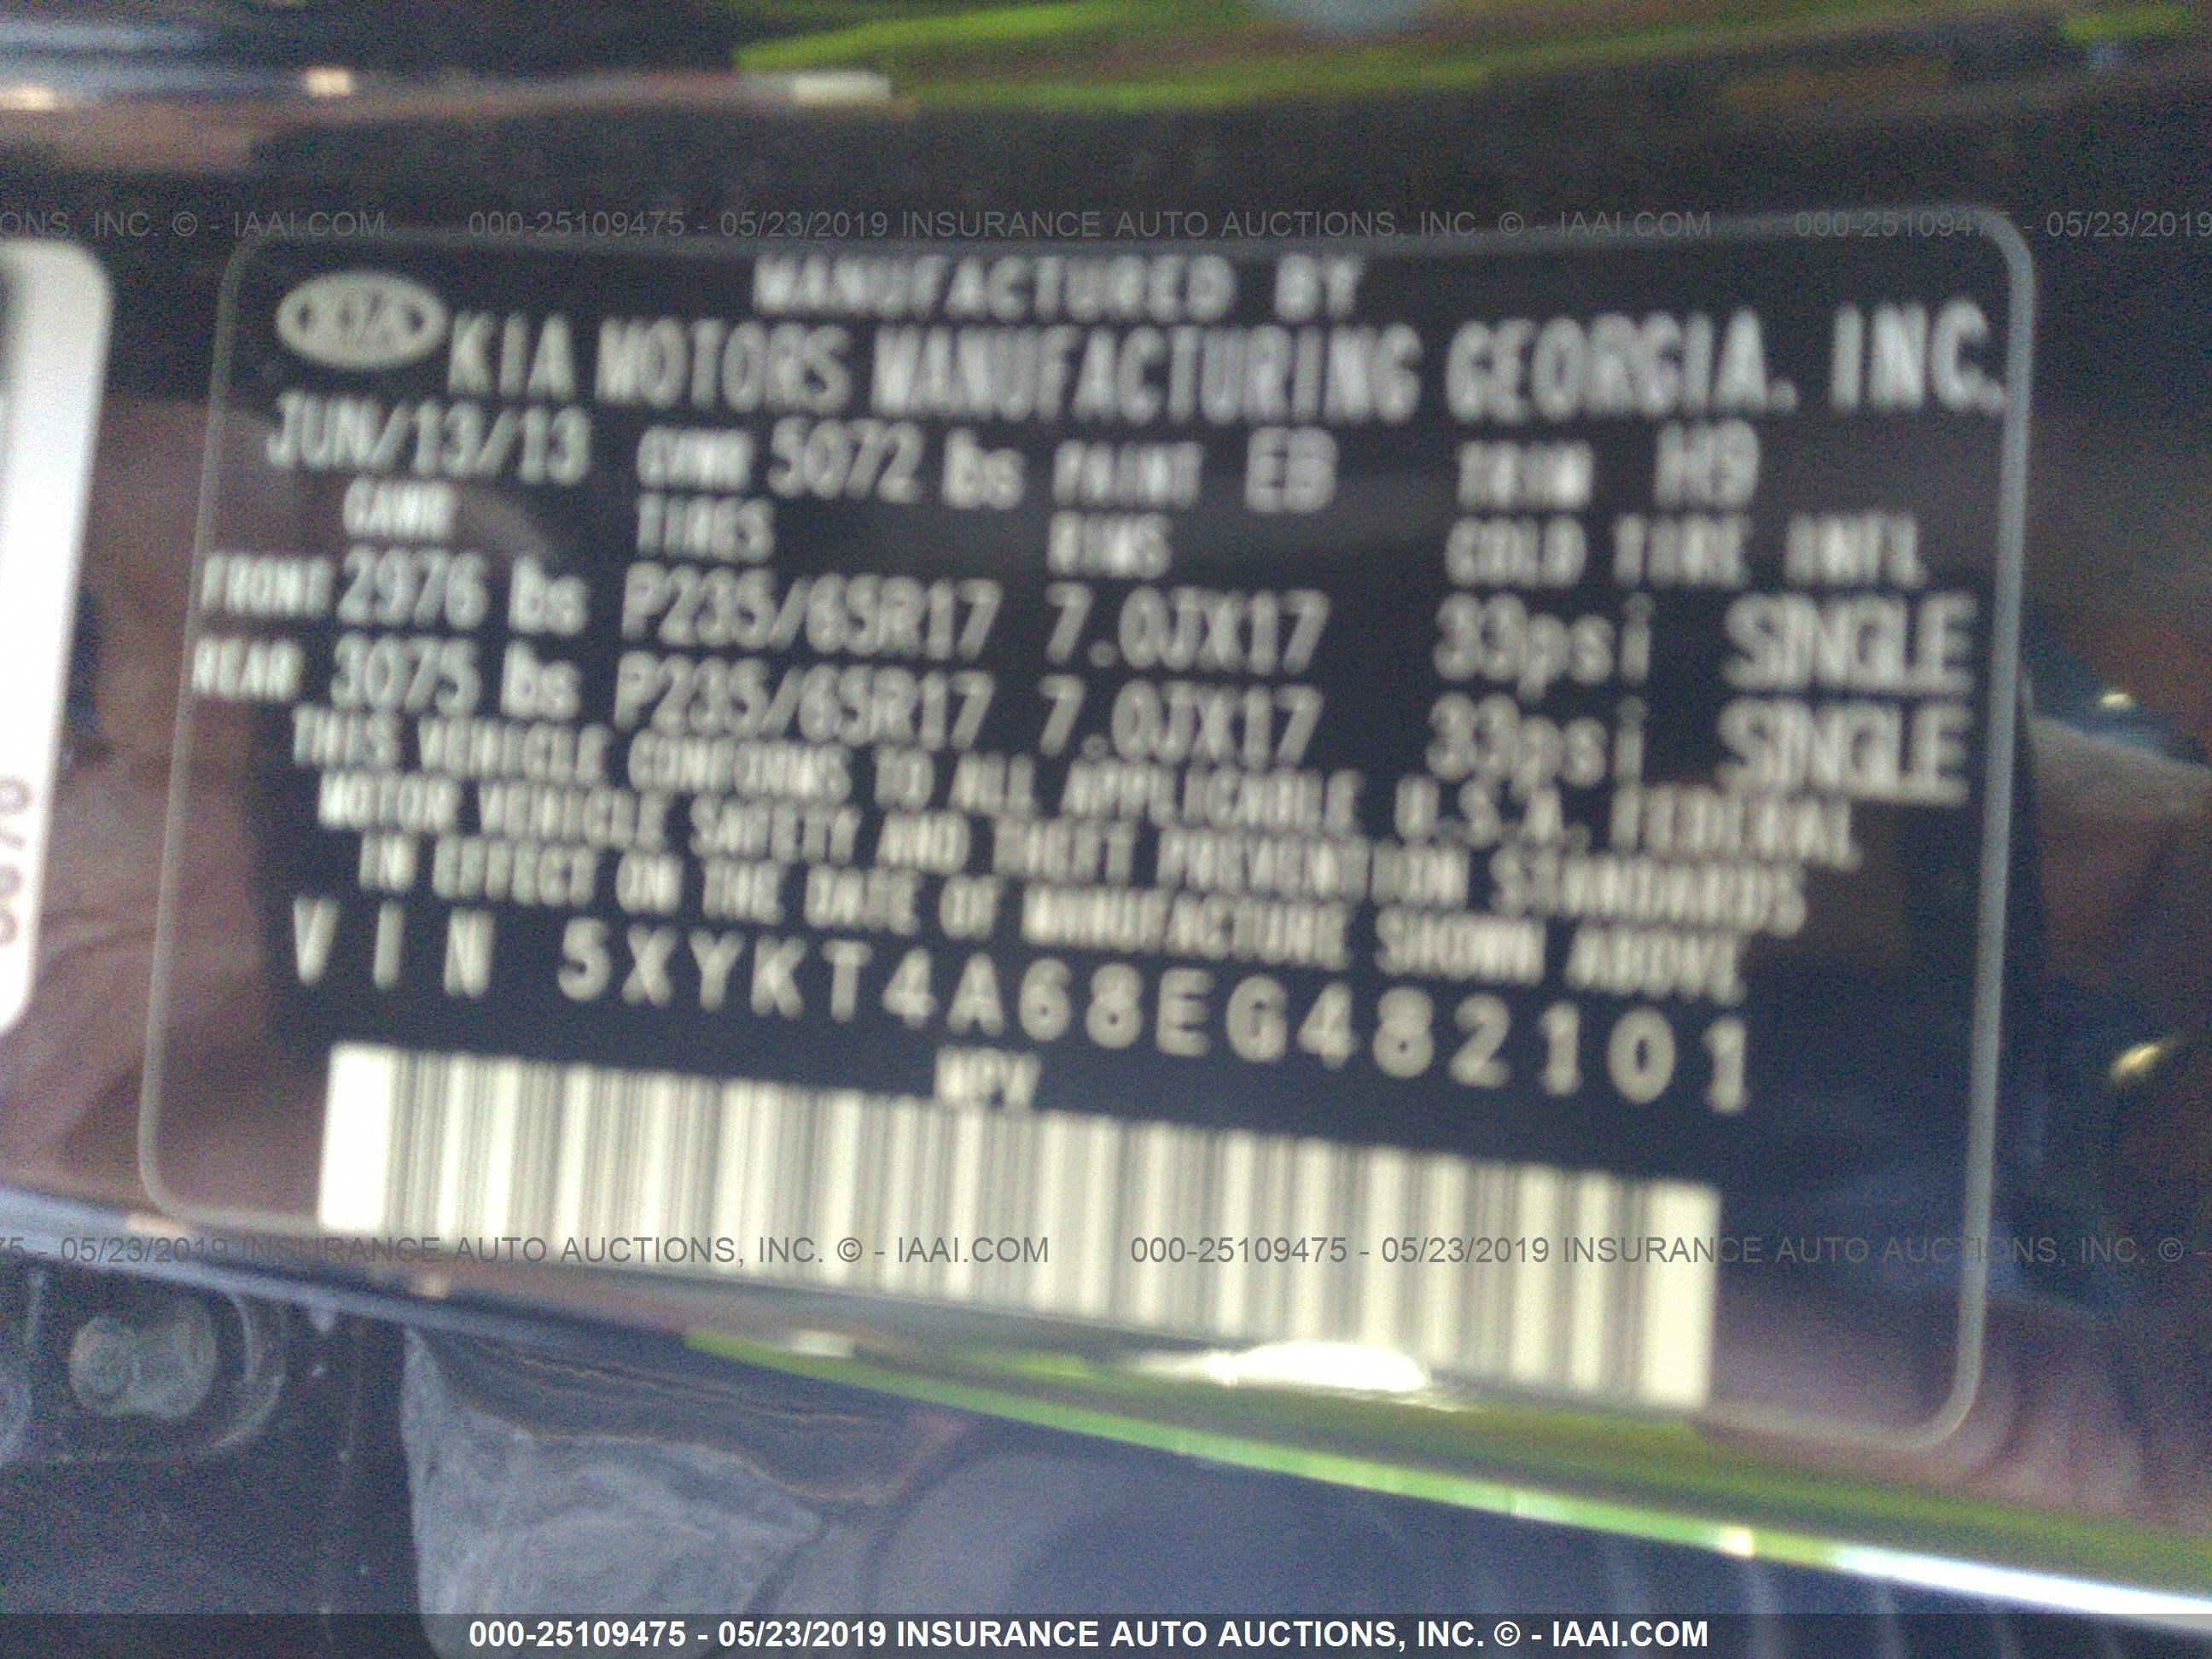 ONS, INC. © - IAAI.COM 000-25109475 - 05/23/2019 INSURANCE AUTO AUCTIONS, INC. © - IAAI.COM 000-25109475 - 05/23/2019
MANUFACTURED BY
KIA KIA MOTORS MANUFACTURING GEORGIA, INC.
JUN/13/13 GVWR 5072 lbs PAINT EB TRIM H9
GAWR TIRES RIMS COLD TIRE INFL
FRONT 2976 lbs P235/65R17 7.0JX17 33psi SINGLE
REAR 3075 lbs P235/65R17 7.0JX17 33psi SINGLE
THIS VEHICLE CONFORMS TO ALL APPLICABLE U.S.A. FEDERAL
MOTOR VEHICLE SAFETY AND THEFT PREVENTION STANDARDS
IN EFFECT ON THE DATE OF MANUFACTURE SHOWN ABOVE
VIN 5XYKT4A68EG482101
MPV
75 - 05/23/2019 INSURANCE AUTO AUCTIONS, INC. © - IAAI.COM 000-25109475 - 05/23/2019 INSURANCE AUTO AUCTIONS, INC. © -
000-25109475 - 05/23/2019 INSURANCE AUTO AUCTIONS, INC. © - IAAI.COM